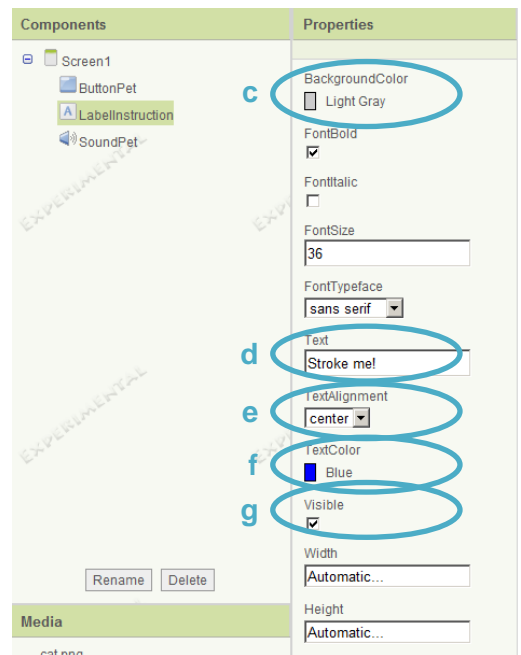 Components
Screen1
ButtonPet
A LabelInstruction
SoundPet
EXPERIMENTAL
EXPERIMENTAL
Rename Delete
Media
cat.png
Properties
c
BackgroundColor
Light Gray
FontBold
FontItalic
FontSize
36
FontTypeface
sans serif
d
Text
Stroke me!
e
TextAlignment
center
f
TextColor
Blue
g
Visible
Width
Automatic...
Height
Automatic...